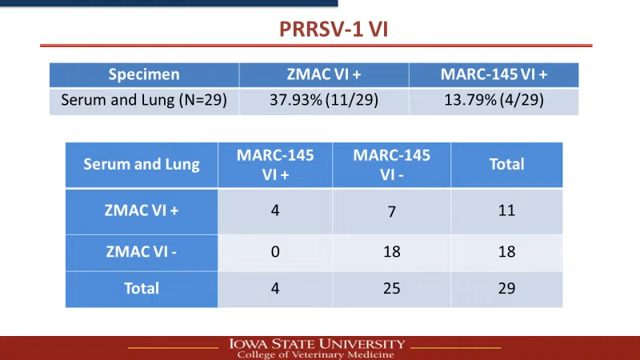 PRRSV-1 VI
Specimen ZMAC VI + MARC-145 VI +
Serum and Lung (N=29) 37.93% (11/29) 13.79% (4/29)
Serum and Lung MARC-145 VI + MARC-145 VI - Total
ZMAC VI + 4 7 11
ZMAC VI - 0 18 18
Total 4 25 29
IOWA STATE UNIVERSITY
College of Veterinary Medicine